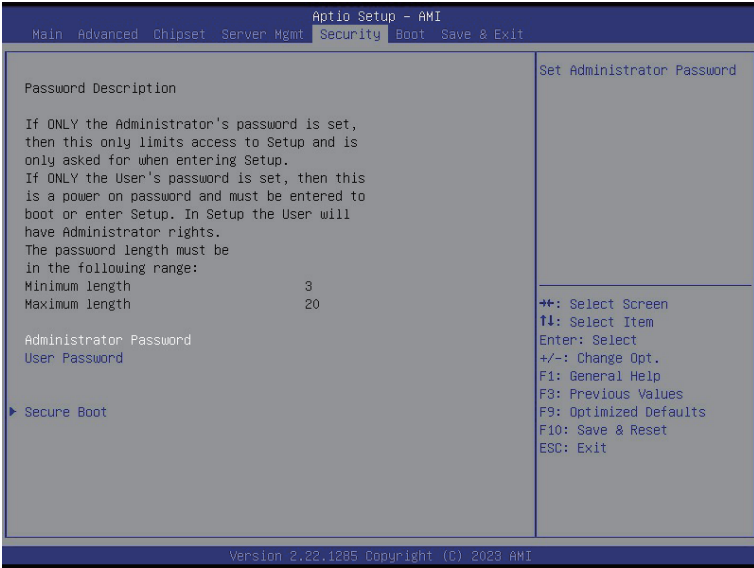 Aptio Setup - AMI
Main Advanced Chipset Server Mgmt Security Boot Save & Exit
Password Description
If ONLY the Administrator's password is set,
then this only limits access to Setup and is
only asked for when entering Setup.
If ONLY the User's password is set, then this
is a power on password and must be entered to
boot or enter Setup. In Setup the User will
have Administrator rights.
The password length must be
in the following range:
Minimum length 3
Maximum length 20
Administrator Password
User Password
Secure Boot
Set Administrator Password
→←: Select Screen
↑↓: Select Item
Enter: Select
+/-: Change Opt.
F1: General Help
F3: Previous Values
F9: Optimized Defaults
F10: Save & Reset
ESC: Exit
Version 2.22.1285 Copyright (C) 2023 AMI